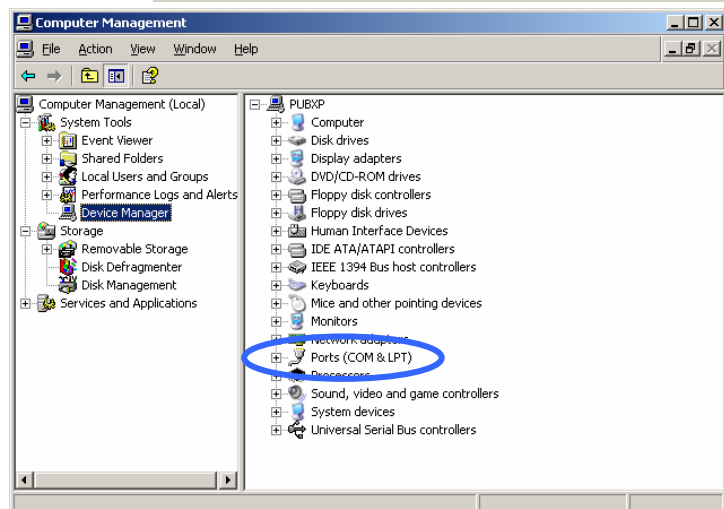 Computer Management
File Action View Window Help
Computer Management (Local)
System Tools
Event Viewer
Shared Folders
Local Users and Groups
Performance Logs and Alerts
Device Manager
Storage
Removable Storage
Disk Defragmenter
Disk Management
Services and Applications
PUBXP
Computer
Disk drives
Display adapters
DVD/CD-ROM drives
Floppy disk controllers
Floppy disk drives
Human Interface Devices
IDE ATA/ATAPI controllers
IEEE 1394 Bus host controllers
Keyboards
Mice and other pointing devices
Monitors
Network adapters
Ports (COM & LPT)
Processors
Sound, video and game controllers
System devices
Universal Serial Bus controllers